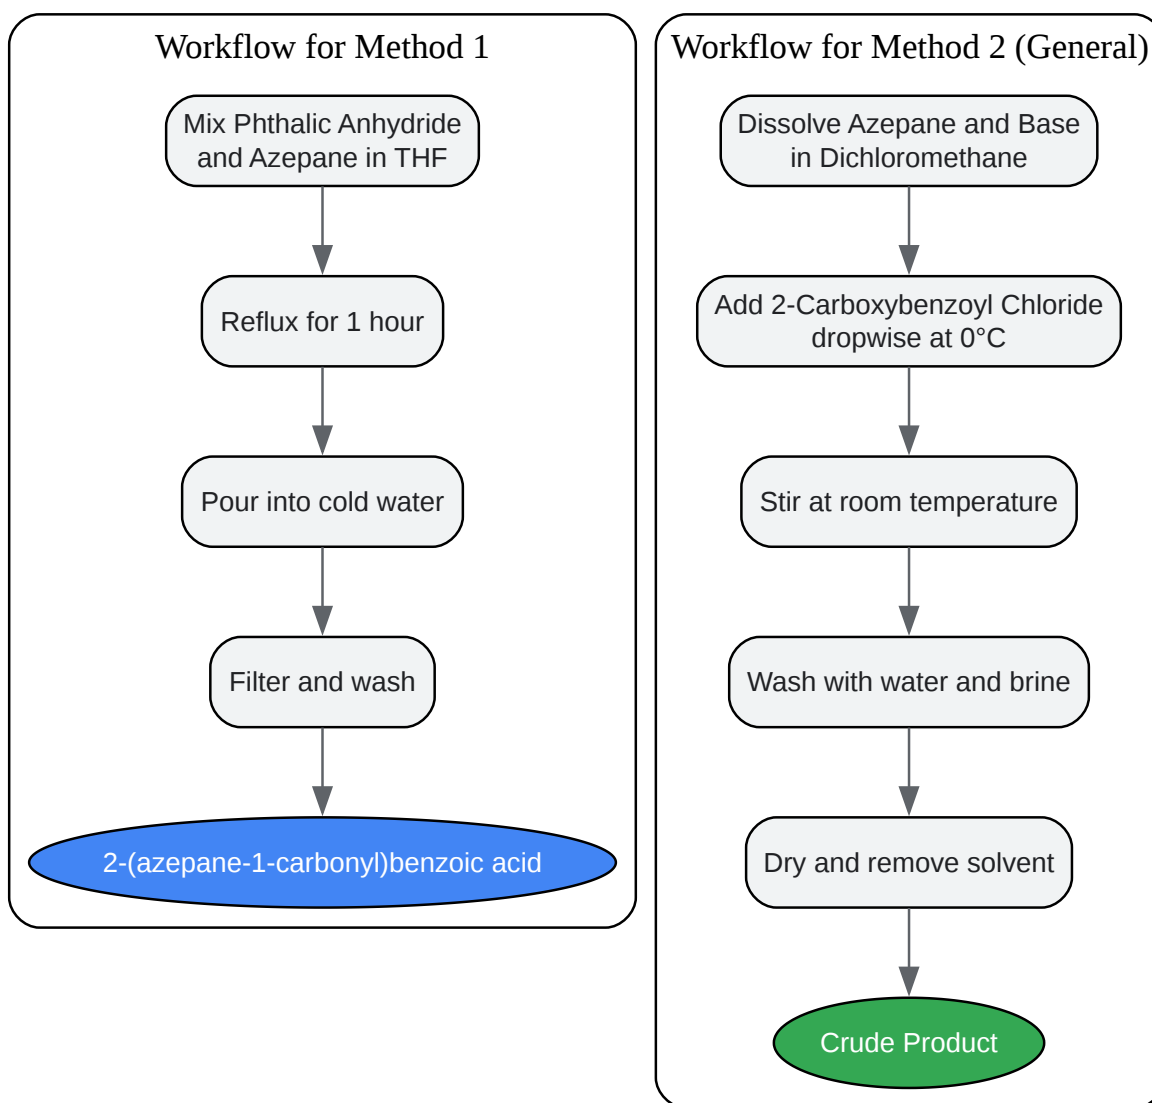 Workflow for Method 1
Mix Phthalic Anhydride
and Azepane in THF
Reflux for 1 hour
Pour into cold water
Filter and wash
2-(azepane-1-carbonyl)benzoic acid
Workflow for Method 2 (General)
Dissolve Azepane and Base
in Dichloromethane
Add 2-Carboxybenzoyl Chloride
dropwise at 0°C
Stir at room temperature
Wash with water and brine
Dry and remove solvent
Crude Product